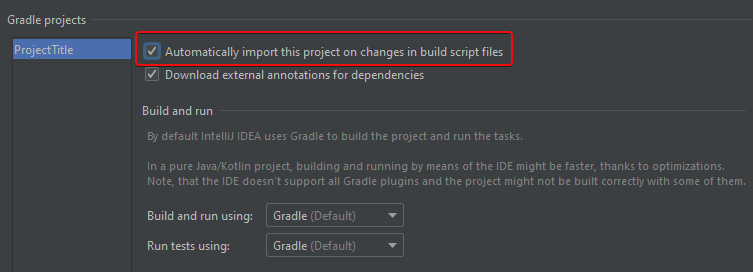 Gradle projects
ProjectTitle
Automatically import this project on changes in build script files
Download external annotations for dependencies
Build and run
By default IntelliJ IDEA uses Gradle to build the project and run the tasks.
In a pure Java/Kotlin project, building and running by means of the IDE might be faster, thanks to optimizations.
Note, that the IDE doesn't support all Gradle plugins and the project might not be built correctly with some of them.
Build and run using: Gradle (Default)
Run tests using: Gradle (Default)